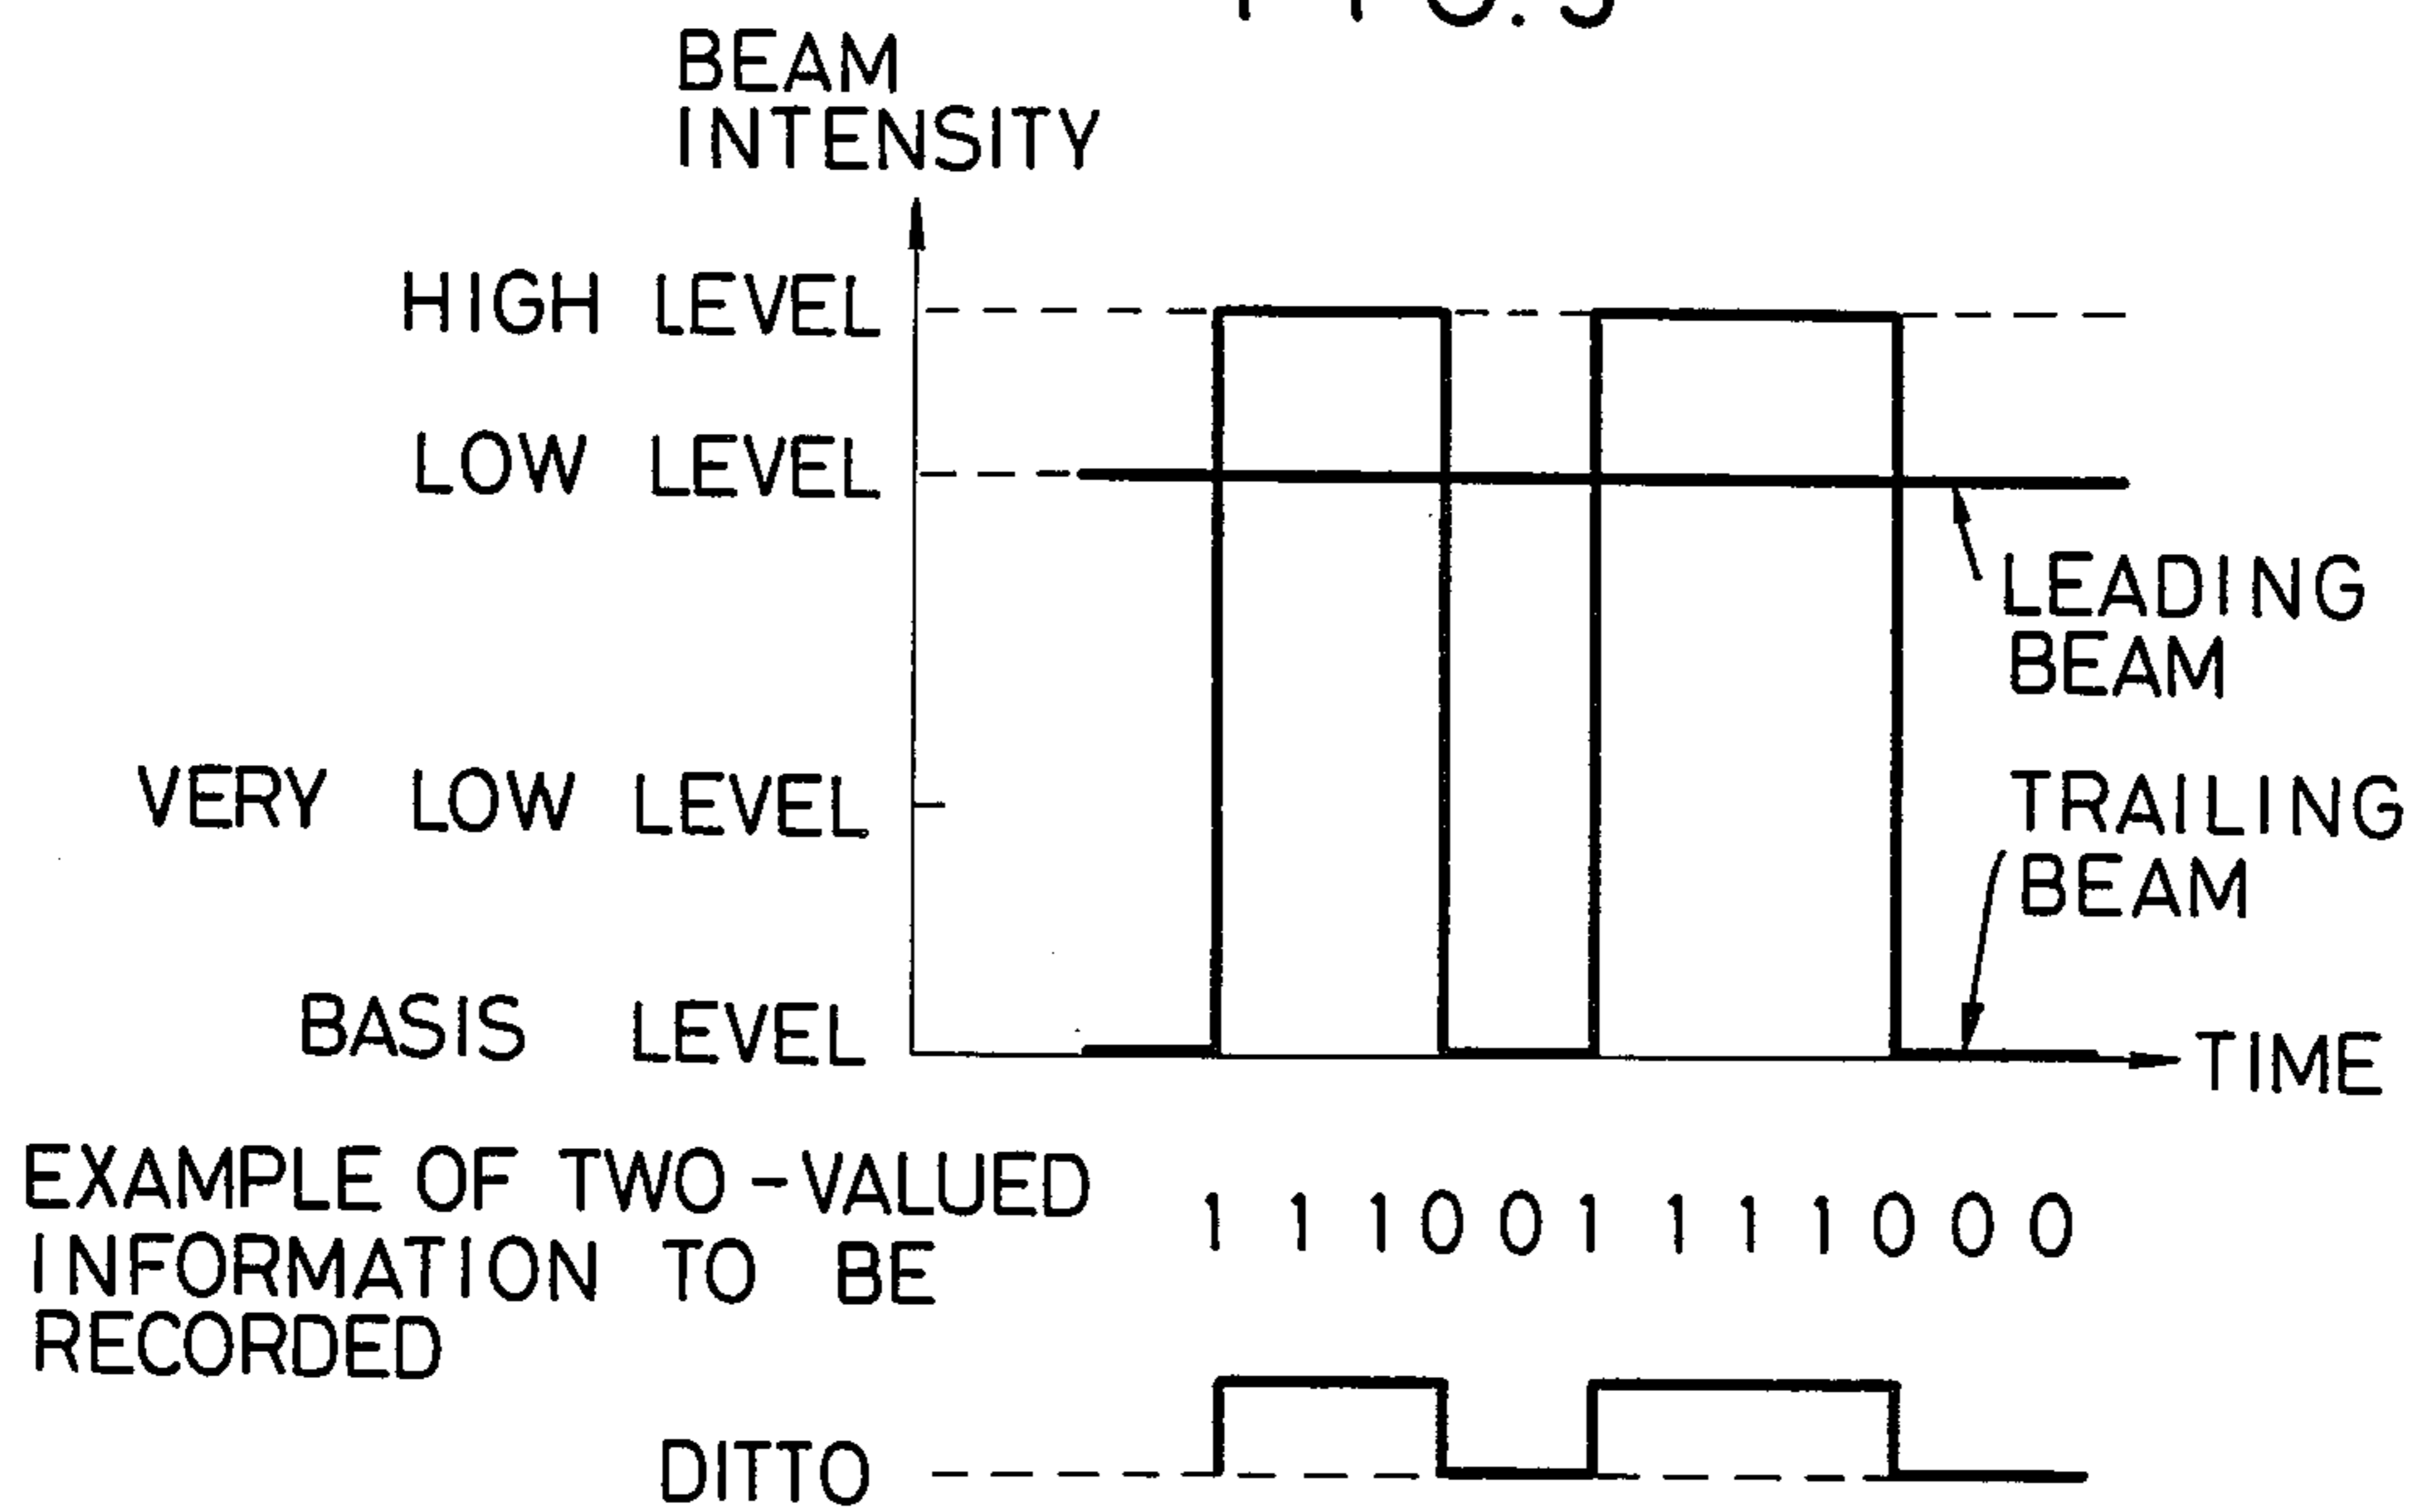 BEAM
INTENSITY
HIGH LEVEL
LOW LEVEL
LEADING
BEAM
VERY LOW LEVEL
TRAILING
BEAM
BASIS LEVEL
TIME
EXAMPLE OF TWO-VALUED
INFORMATION TO BE
RECORDED
1 1 1 0 0 1 1 1 1 0 0 0
DITTO